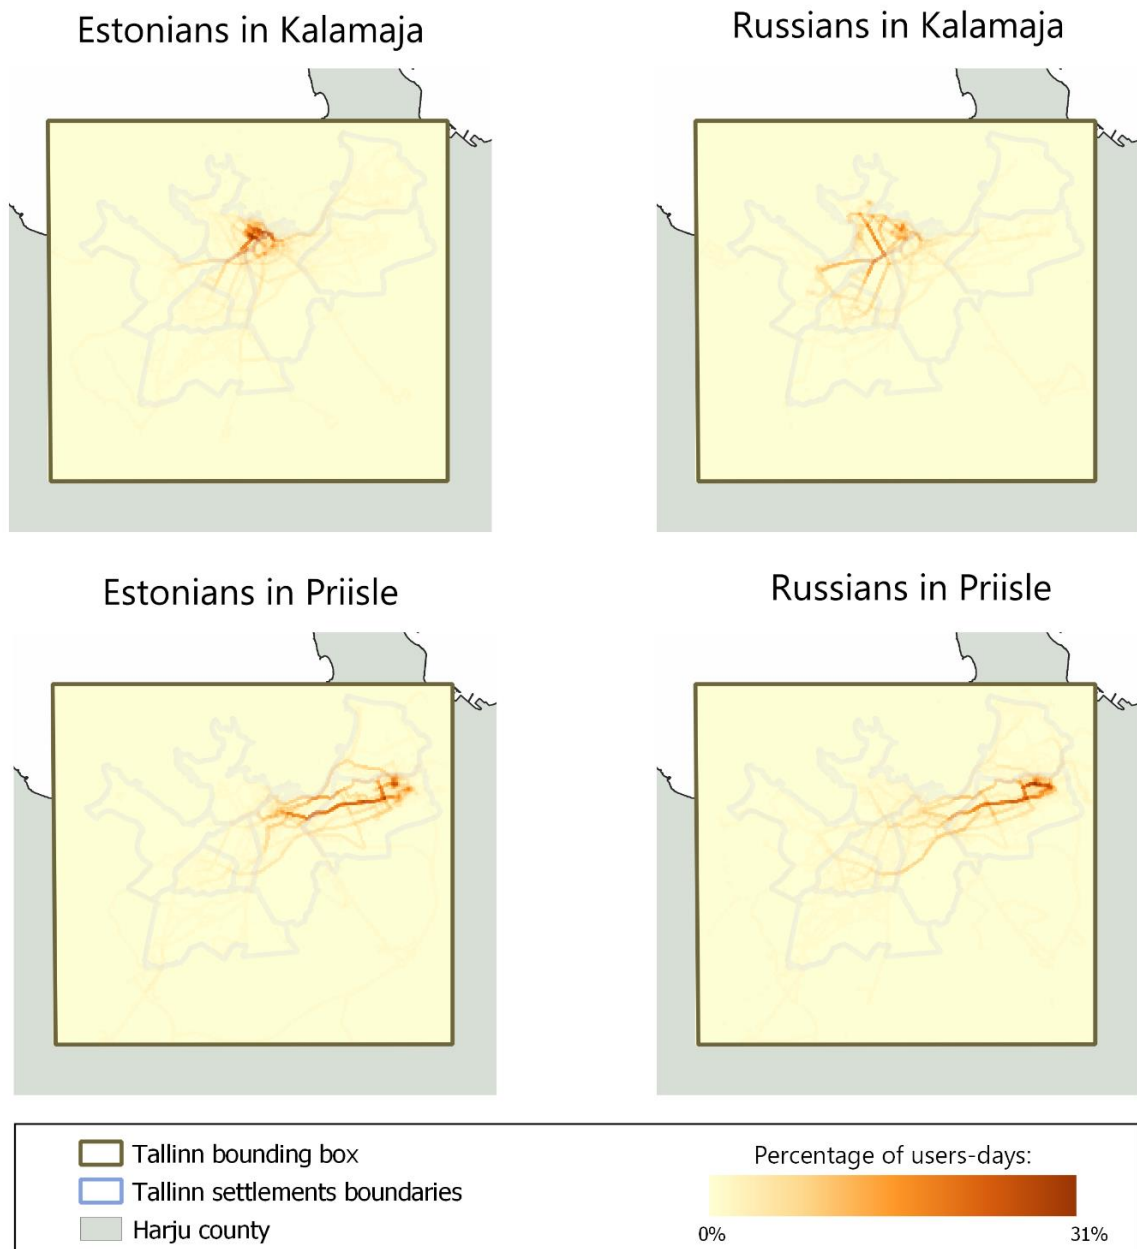 Estonians in Kalamaja
Russians in Kalamaja
Estonians in Priisle
Russians in Priisle
Tallinn bounding box
Tallinn settlements boundaries
Harju county
Percentage of users-days:
0%
31%